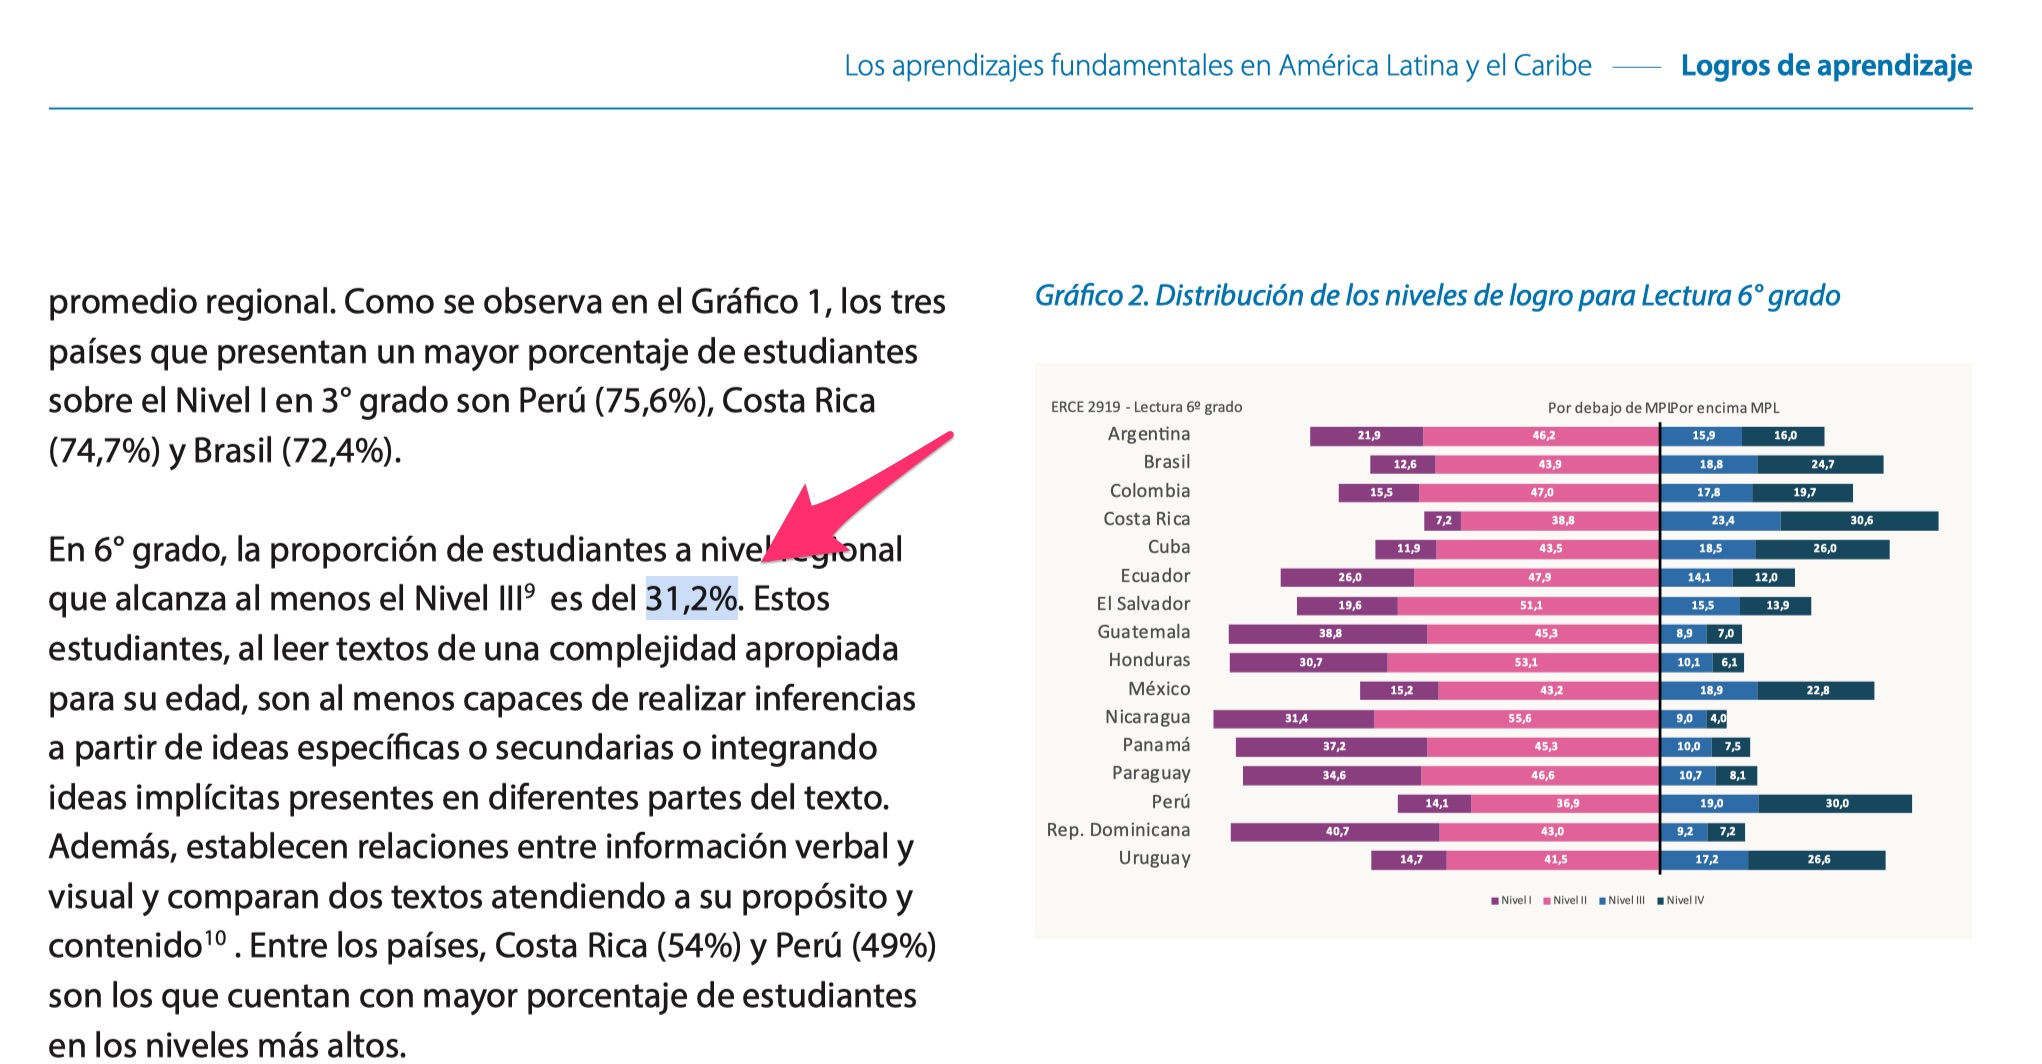 Los aprendizajes fundamentales en América Latina y el Caribe — Logros de aprendizaje
promedio regional. Como se observa en el Gráfico 1, los tres
países que presentan un mayor porcentaje de estudiantes
sobre el Nivel I en 3° grado son Perú (75,6%), Costa Rica
(74,7%) y Brasil (72,4%).
En 6° grado, la proporción de estudiantes a nivel regional
que alcanza al menos el Nivel III⁹ es del 31,2%. Estos
estudiantes, al leer textos de una complejidad apropiada
para su edad, son al menos capaces de realizar inferencias
a partir de ideas específicas o secundarias o integrando
ideas implícitas presentes en diferentes partes del texto.
Además, establecen relaciones entre información verbal y
visual y comparan dos textos atendiendo a su propósito y
contenido¹⁰ . Entre los países, Costa Rica (54%) y Perú (49%)
son los que cuentan con mayor porcentaje de estudiantes
en los niveles más altos.
Gráfico 2. Distribución de los niveles de logro para Lectura 6° grado
ERCE 2919 - Lectura 6º grado Por debajo de MPL Por encima MPL
Argentina 21,9 46,2 15,9 16,0
Brasil 12,6 43,9 18,8 24,7
Colombia 15,5 47,0 17,8 19,7
Costa Rica 7,2 38,8 23,4 30,6
Cuba 11,9 43,5 18,5 26,0
Ecuador 26,0 47,9 14,1 12,0
El Salvador 19,6 51,1 15,5 13,9
Guatemala 38,8 45,3 8,9 7,0
Honduras 30,7 53,1 10,1 6,1
México 15,2 43,2 18,9 22,8
Nicaragua 31,4 55,6 9,0 4,0
Panamá 37,2 45,3 10,0 7,5
Paraguay 34,6 46,6 10,7 8,1
Perú 14,1 36,9 19,0 30,0
Rep. Dominicana 40,7 43,0 9,2 7,2
Uruguay 14,7 41,5 17,2 26,6
Nivel I Nivel II Nivel III Nivel IV